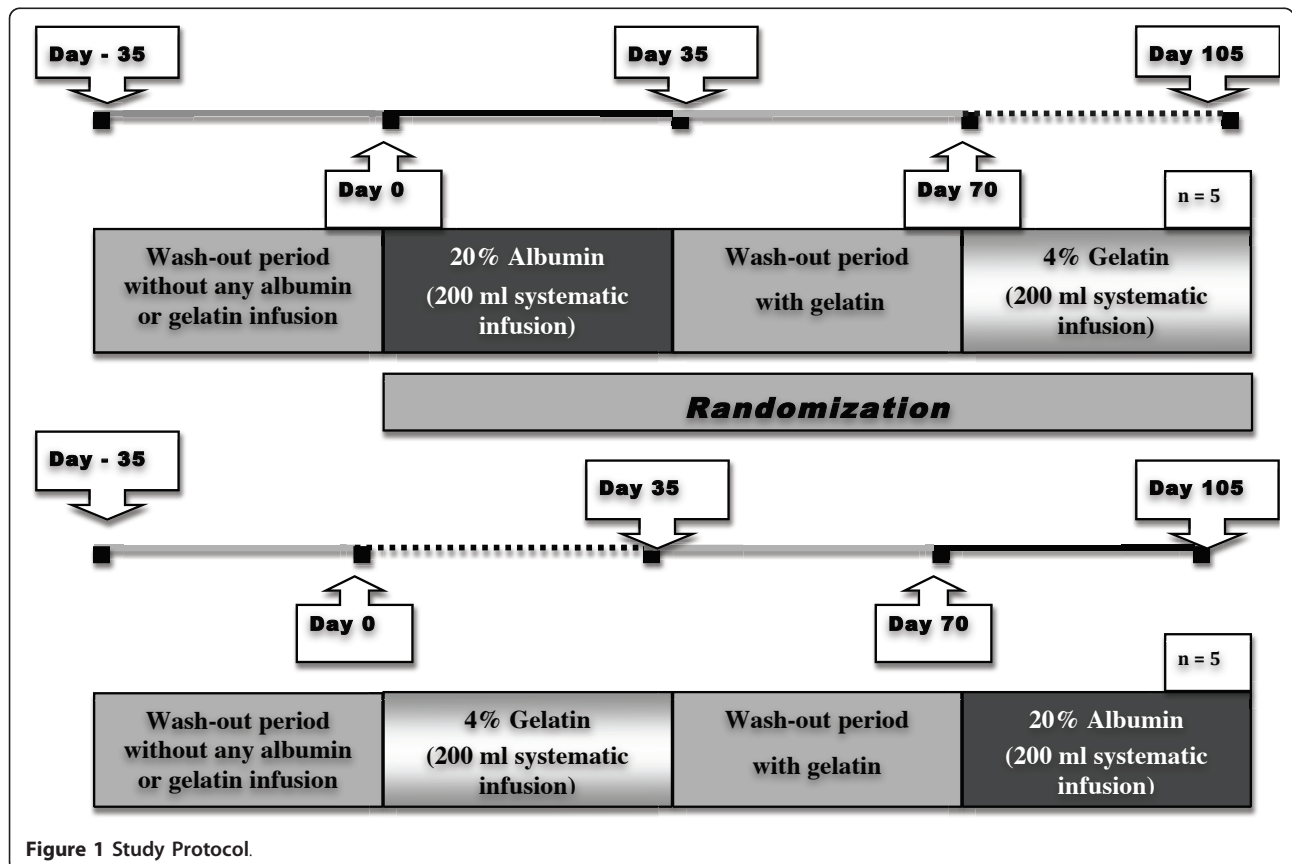 Day - 35
Day 35
Day 105
Day 0
Day 70
n = 5
Wash-out period
without any albumin
or gelatin infusion
20% Albumin
(200 ml systematic
infusion)
Wash-out period
with gelatin
4% Gelatin
(200 ml systematic
infusion)
Randomization
Day - 35
Day 35
Day 105
Day 0
Day 70
n = 5
Wash-out period
without any albumin
or gelatin infusion
4% Gelatin
(200 ml systematic
infusion)
Wash-out period
with gelatin
20% Albumin
(200 ml systematic
infusion)
Figure 1 Study Protocol.